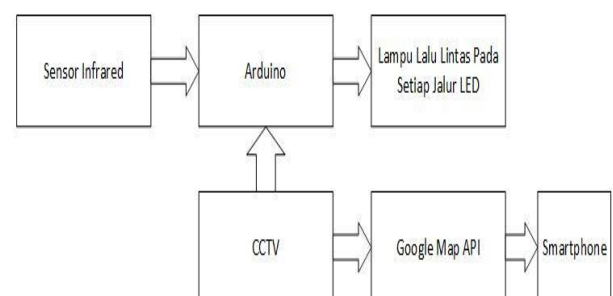 Sensor Infrared
Arduino
Lampu Lalu Lintas Pada
Setiap Jalur LED
CCTV
Google Map API
Smartphone